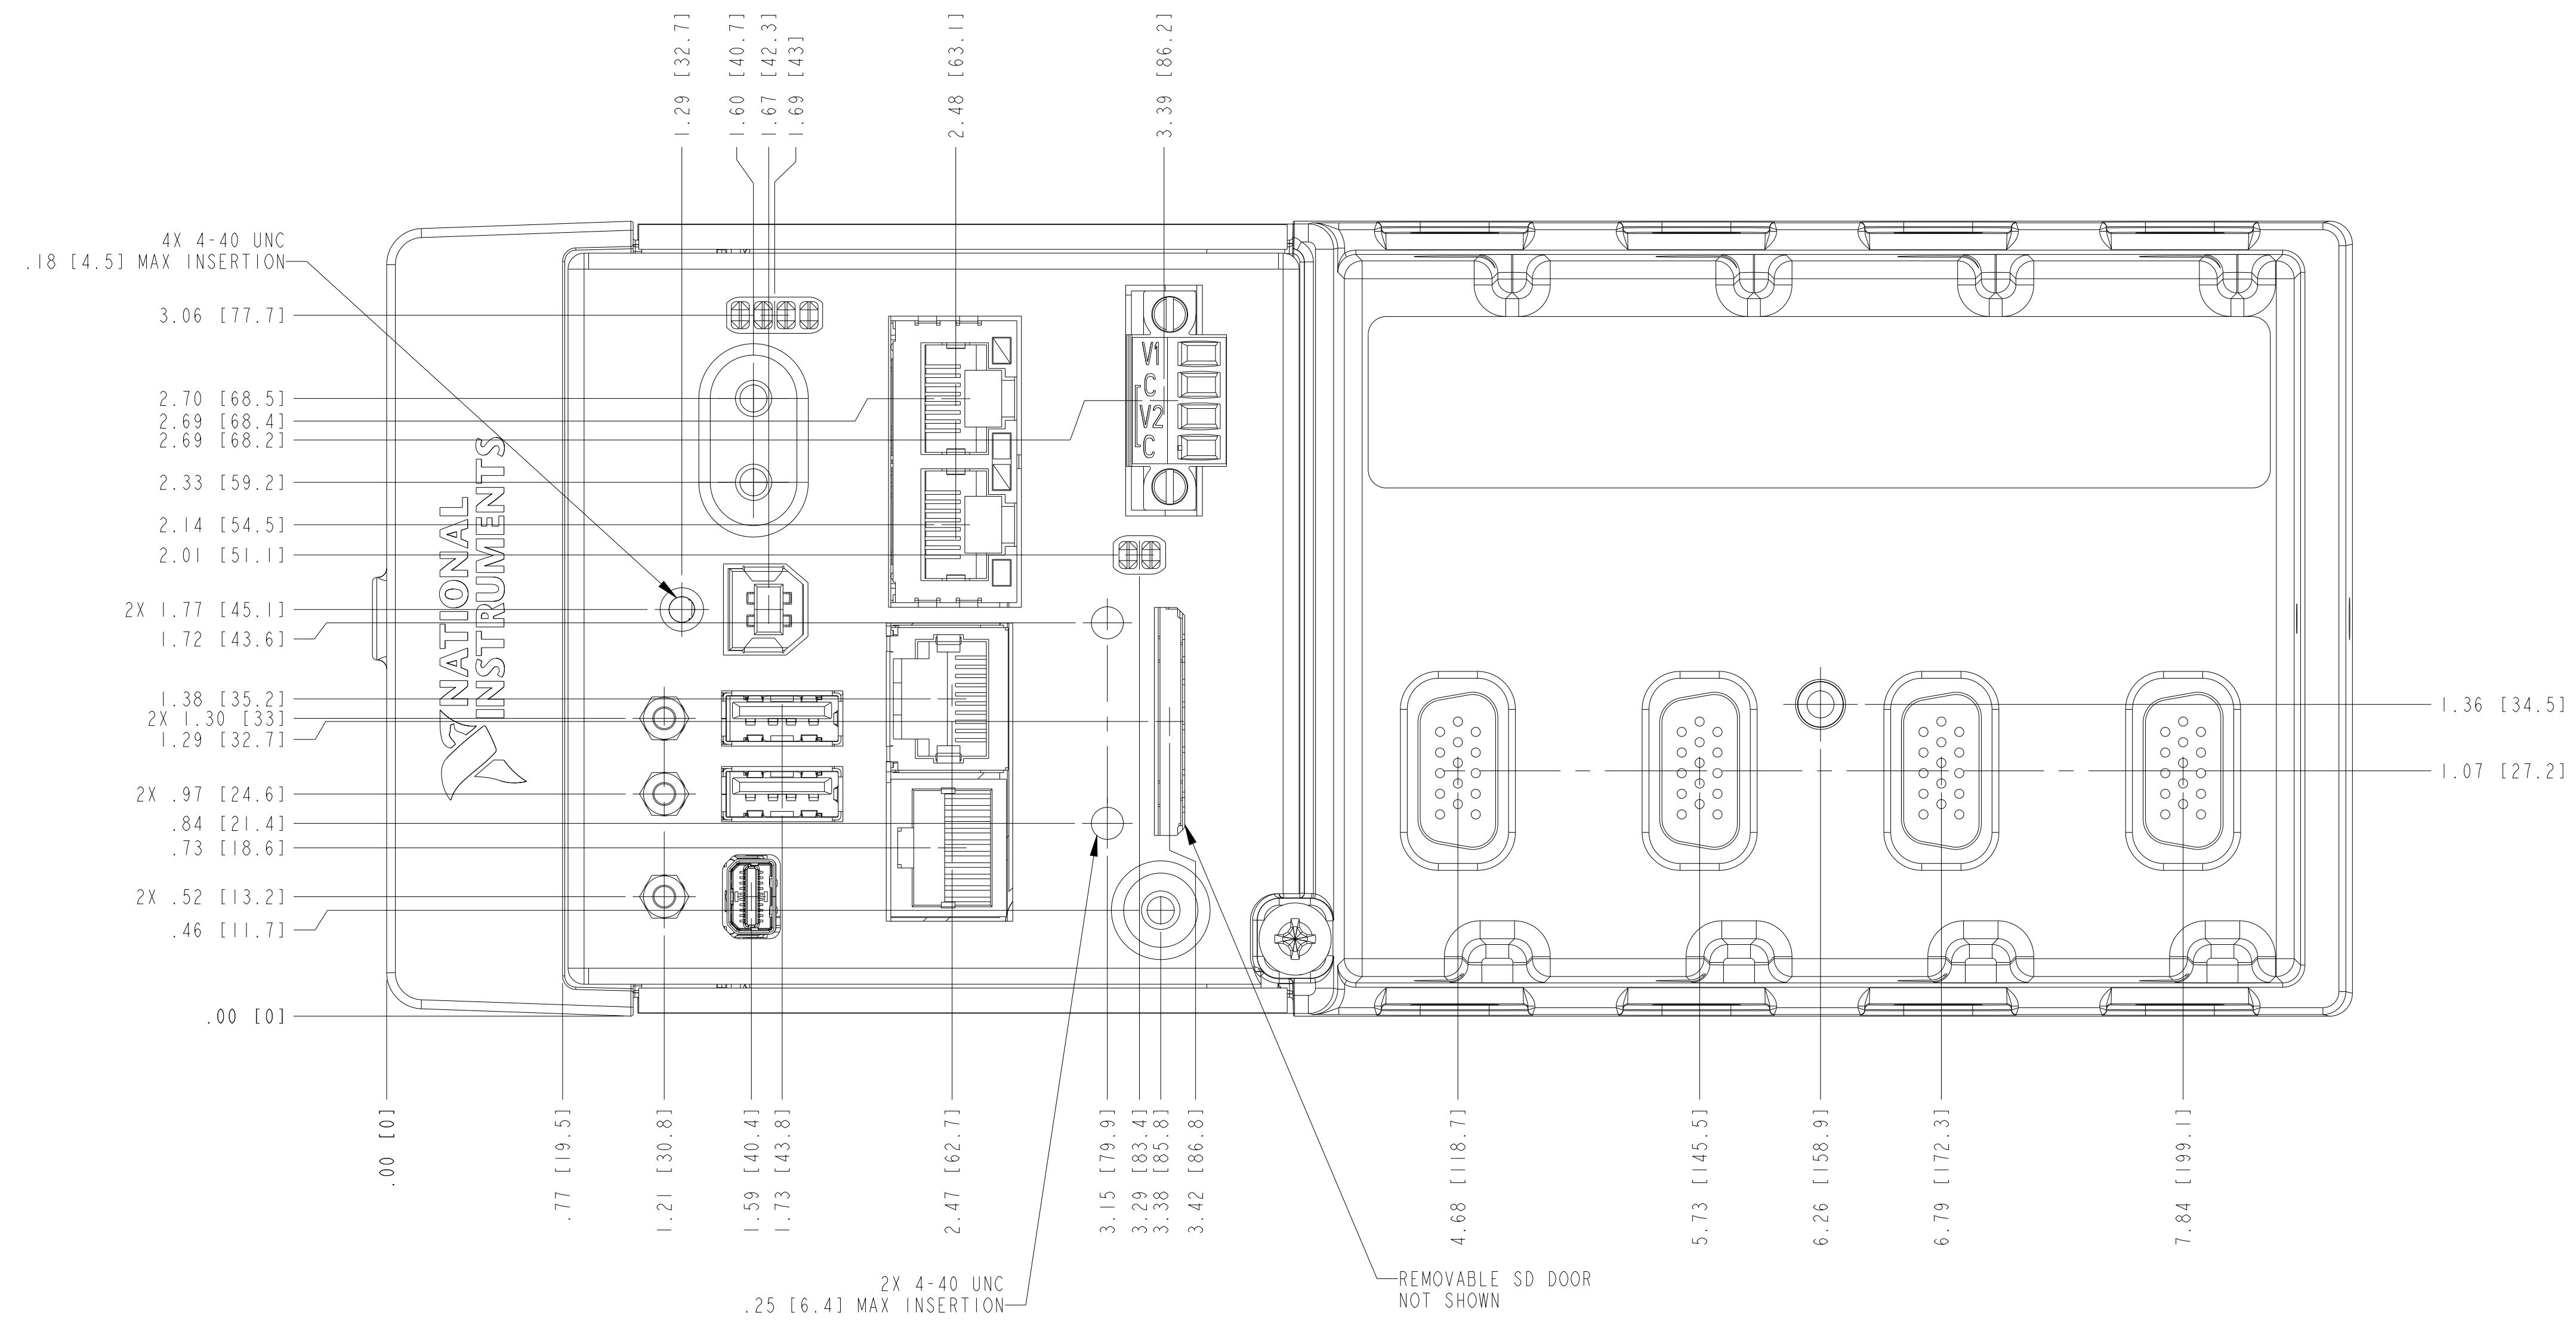 1.29 [32.7]
1.60 [40.7]
1.67 [42.3]
1.69 [43]
2.48 [63.1]
3.39 [86.2]
4X 4-40 UNC
.18 [4.5] MAX INSERTION
3.06 [77.7]
2.70 [68.5]
2.69 [68.4]
2.69 [68.2]
2.33 [59.2]
2.14 [54.5]
2.01 [51.1]
2X 1.77 [45.1]
1.72 [43.6]
1.38 [35.2]
2X 1.30 [33]
1.29 [32.7]
2X .97 [24.6]
.84 [21.4]
.73 [18.6]
2X .52 [13.2]
.46 [11.7]
.00 [0]
NATIONAL
INSTRUMENTS
V1
C
V2
C
1.36 [34.5]
1.07 [27.2]
.00 [0]
.77 [19.5]
1.21 [30.8]
1.59 [40.4]
1.73 [43.8]
2.47 [62.7]
3.15 [79.9]
3.29 [83.4]
3.38 [85.8]
3.42 [86.8]
4.68 [118.7]
5.73 [145.5]
6.26 [158.9]
6.79 [172.3]
7.84 [199.1]
2X 4-40 UNC
.25 [6.4] MAX INSERTION
REMOVABLE SD DOOR
NOT SHOWN